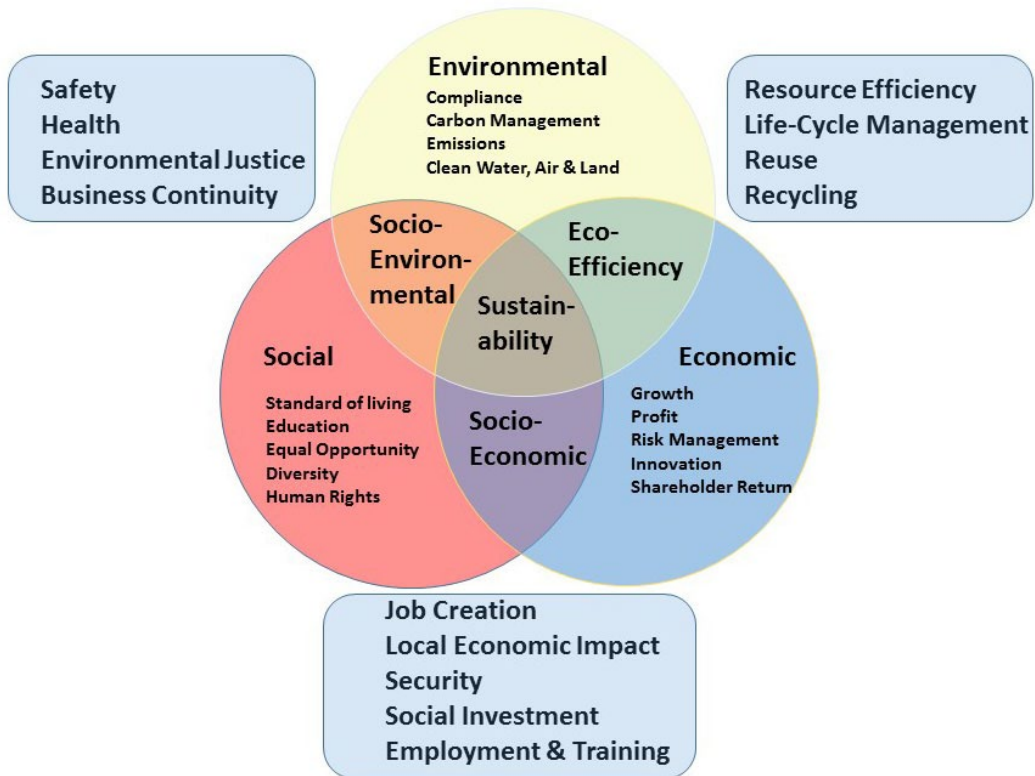 Environmental
Compliance
Carbon Management
Emissions
Clean Water, Air & Land
Safety
Health
Environmental Justice
Business Continuity
Resource Efficiency
Life-Cycle Management
Reuse
Recycling
Socio-
Environ-
mental
Eco-
Efficiency
Sustain-
ability
Social
Standard of living
Education
Equal Opportunity
Diversity
Human Rights
Economic
Growth
Profit
Risk Management
Innovation
Shareholder Return
Socio-
Economic
Job Creation
Local Economic Impact
Security
Social Investment
Employment & Training